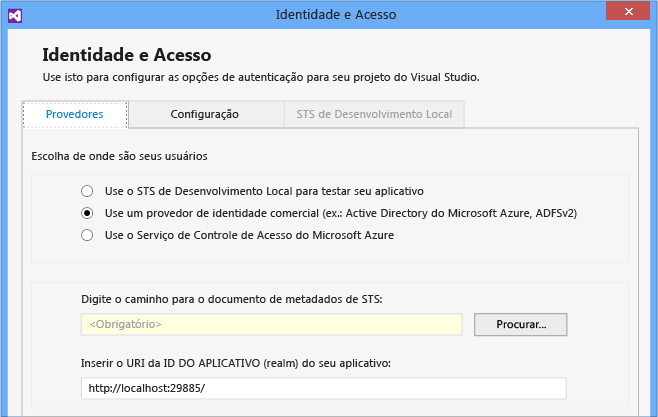 Identidade e Acesso
Identidade e Acesso
Use isto para configurar as opções de autenticação para seu projeto do Visual Studio.
Provedores
Configuração
STS de Desenvolvimento Local
Escolha de onde são seus usuários
Use o STS de Desenvolvimento Local para testar seu aplicativo
Use um provedor de identidade comercial (ex.: Active Directory do Microsoft Azure, ADFSv2)
Use o Serviço de Controle de Acesso do Microsoft Azure
Digite o caminho para o documento de metadados de STS:
<Obrigatório>
Procurar...
Inserir o URI da ID DO APLICATIVO (realm) do seu aplicativo:
http://localhost:29885/